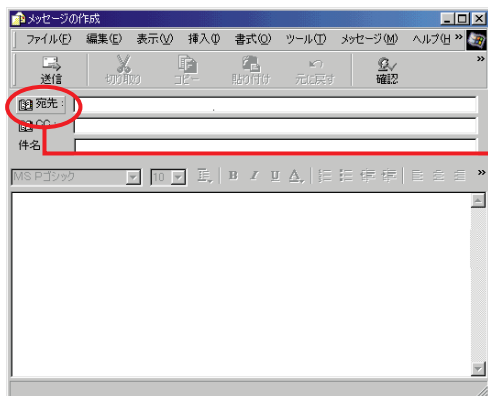 メッセージの作成
ファイル(F) 編集(E) 表示(V) 挿入(I) 書式(O) ツール(T) メッセージ(M) ヘルプ(H »
送信 切り取り コピー 貼り付け 元に戻す 確認 »
宛先:
CC:
件名
MS Pゴシック 10 B I U A »